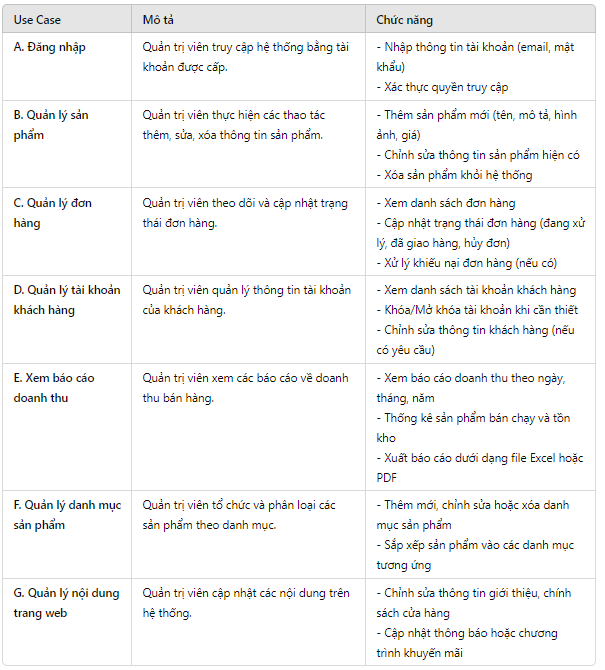 Use Case
Mô tả
Chức năng
A. Đăng nhập
Quản trị viên truy cập hệ thống bằng tài
khoản được cấp.
- Nhập thông tin tài khoản (email, mật
khẩu)
- Xác thực quyền truy cập
B. Quản lý sản
phẩm
Quản trị viên thực hiện các thao tác
thêm, sửa, xóa thông tin sản phẩm.
- Thêm sản phẩm mới (tên, mô tả, hình
ảnh, giá)
- Chỉnh sửa thông tin sản phẩm hiện có
- Xóa sản phẩm khỏi hệ thống
C. Quản lý đơn
hàng
Quản trị viên theo dõi và cập nhật trạng
thái đơn hàng.
- Xem danh sách đơn hàng
- Cập nhật trạng thái đơn hàng (đang xử
lý, đã giao hàng, hủy đơn)
- Xử lý khiếu nại đơn hàng (nếu có)
D. Quản lý tài khoản
khách hàng
Quản trị viên quản lý thông tin tài khoản
của khách hàng.
- Xem danh sách tài khoản khách hàng
- Khóa/Mở khóa tài khoản khi cần thiết
- Chỉnh sửa thông tin khách hàng (nếu
có yêu cầu)
E. Xem báo cáo
doanh thu
Quản trị viên xem các báo cáo về doanh
thu bán hàng.
- Xem báo cáo doanh thu theo ngày,
tháng, năm
- Thống kê sản phẩm bán chạy và tồn
kho
- Xuất báo cáo dưới dạng file Excel hoặc
PDF
F. Quản lý danh mục
sản phẩm
Quản trị viên tổ chức và phân loại các
sản phẩm theo danh mục.
- Thêm mới, chỉnh sửa hoặc xóa danh
mục sản phẩm
- Sắp xếp sản phẩm vào các danh mục
tương ứng
G. Quản lý nội dung
trang web
Quản trị viên cập nhật các nội dung trên
hệ thống.
- Chỉnh sửa thông tin giới thiệu, chính
sách cửa hàng
- Cập nhật thông báo hoặc chương
trình khuyến mãi